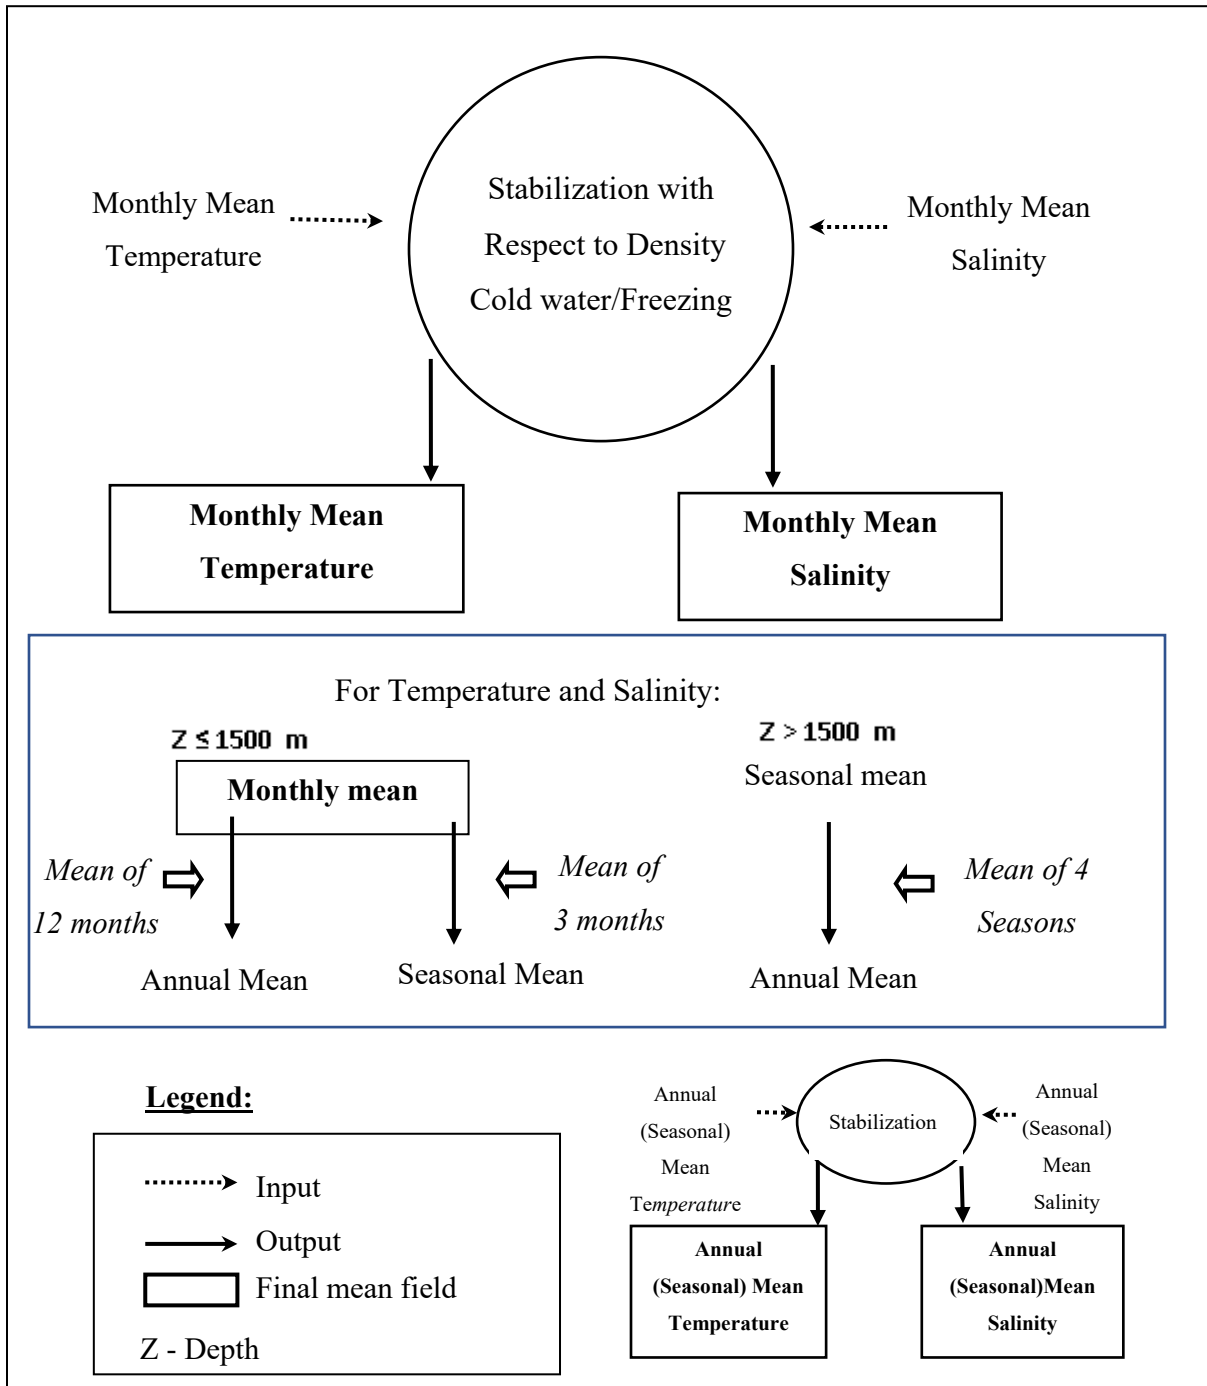 Monthly Mean
Temperature
Stabilization with
Respect to Density
Cold water/Freezing
Monthly Mean
Salinity
Monthly Mean
Temperature
Monthly Mean
Salinity
For Temperature and Salinity:
Z ≤ 1500 m
Monthly mean
Mean of
12 months
Mean of
3 months
Annual Mean
Seasonal Mean
Z > 1500 m
Seasonal mean
Mean of 4
Seasons
Annual Mean
Legend:
Input
Output
Final mean field
Z - Depth
Annual
(Seasonal)
Mean
Temperature
Stabilization
Annual
(Seasonal)
Mean
Salinity
Annual
(Seasonal) Mean
Temperature
Annual
(Seasonal)Mean
Salinity